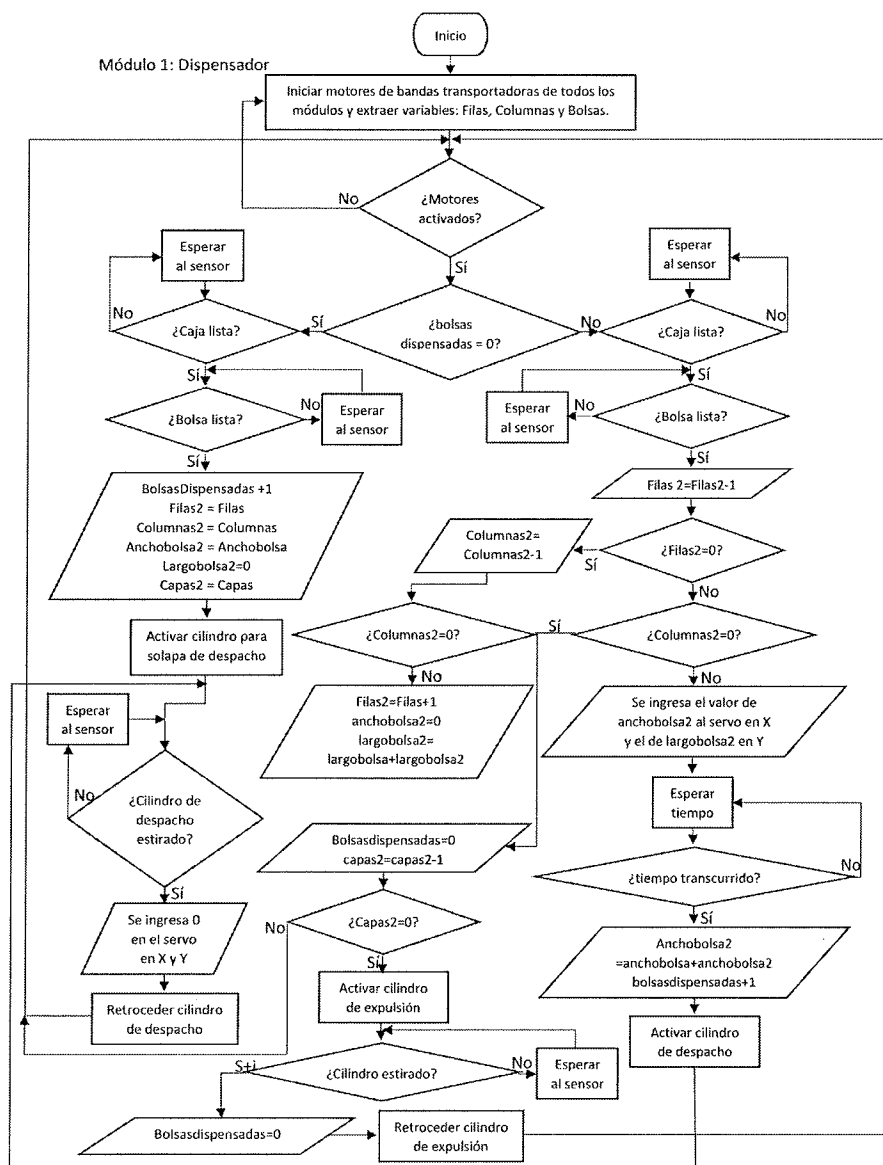 Inicio
Módulo 1: Dispensador
Iniciar motores de bandas transportadoras de todos los
módulos y extraer variables: Filas, Columnas y Bolsas.
No
¿Motores
activados?
Sí
Esperar
al sensor
Esperar
al sensor
No
¿Caja lista?
Sí
¿bolsas
dispensadas = 0?
No
¿Caja lista?
No
Sí
Sí
¿Bolsa lista?
No
Esperar
al sensor
Esperar
al sensor
No
¿Bolsa lista?
Sí
Sí
BolsasDispensadas +1
Filas2 = Filas
Columnas2 = Columnas
Anchobolsa2 = Anchobolsa
Largobolsa2=0
Capas2 = Capas
Filas 2=Filas2-1
Columnas2=
Columnas2-1
Sí
¿Filas2=0?
No
Activar cilindro para
solapa de despacho
¿Columnas2=0?
Sí
¿Columnas2=0?
No
No
Esperar
al sensor
Filas2=Filas+1
anchobolsa2=0
largobolsa2=
largobolsa+largobolsa2
Se ingresa el valor de
anchobolsa2 al servo en X
y el de largobolsa2 en Y
No
¿Cilindro de
despacho
estirado?
Sí
Esperar
tiempo
Bolsasdispensadas=0
capas2=capas2-1
¿tiempo transcurrido?
No
Sí
Se ingresa 0
en el servo
en X y Y
No
¿Capas2=0?
Sí
Anchobolsa2
=anchobolsa+anchobolsa2
bolsasdispensadas+1
Retroceder cilindro
de despacho
Activar cilindro
de expulsión
Activar cilindro
de despacho
S+i
¿Cilindro estirado?
No
Esperar
al sensor
Bolsasdispensadas=0
Retroceder cilindro
de expulsión